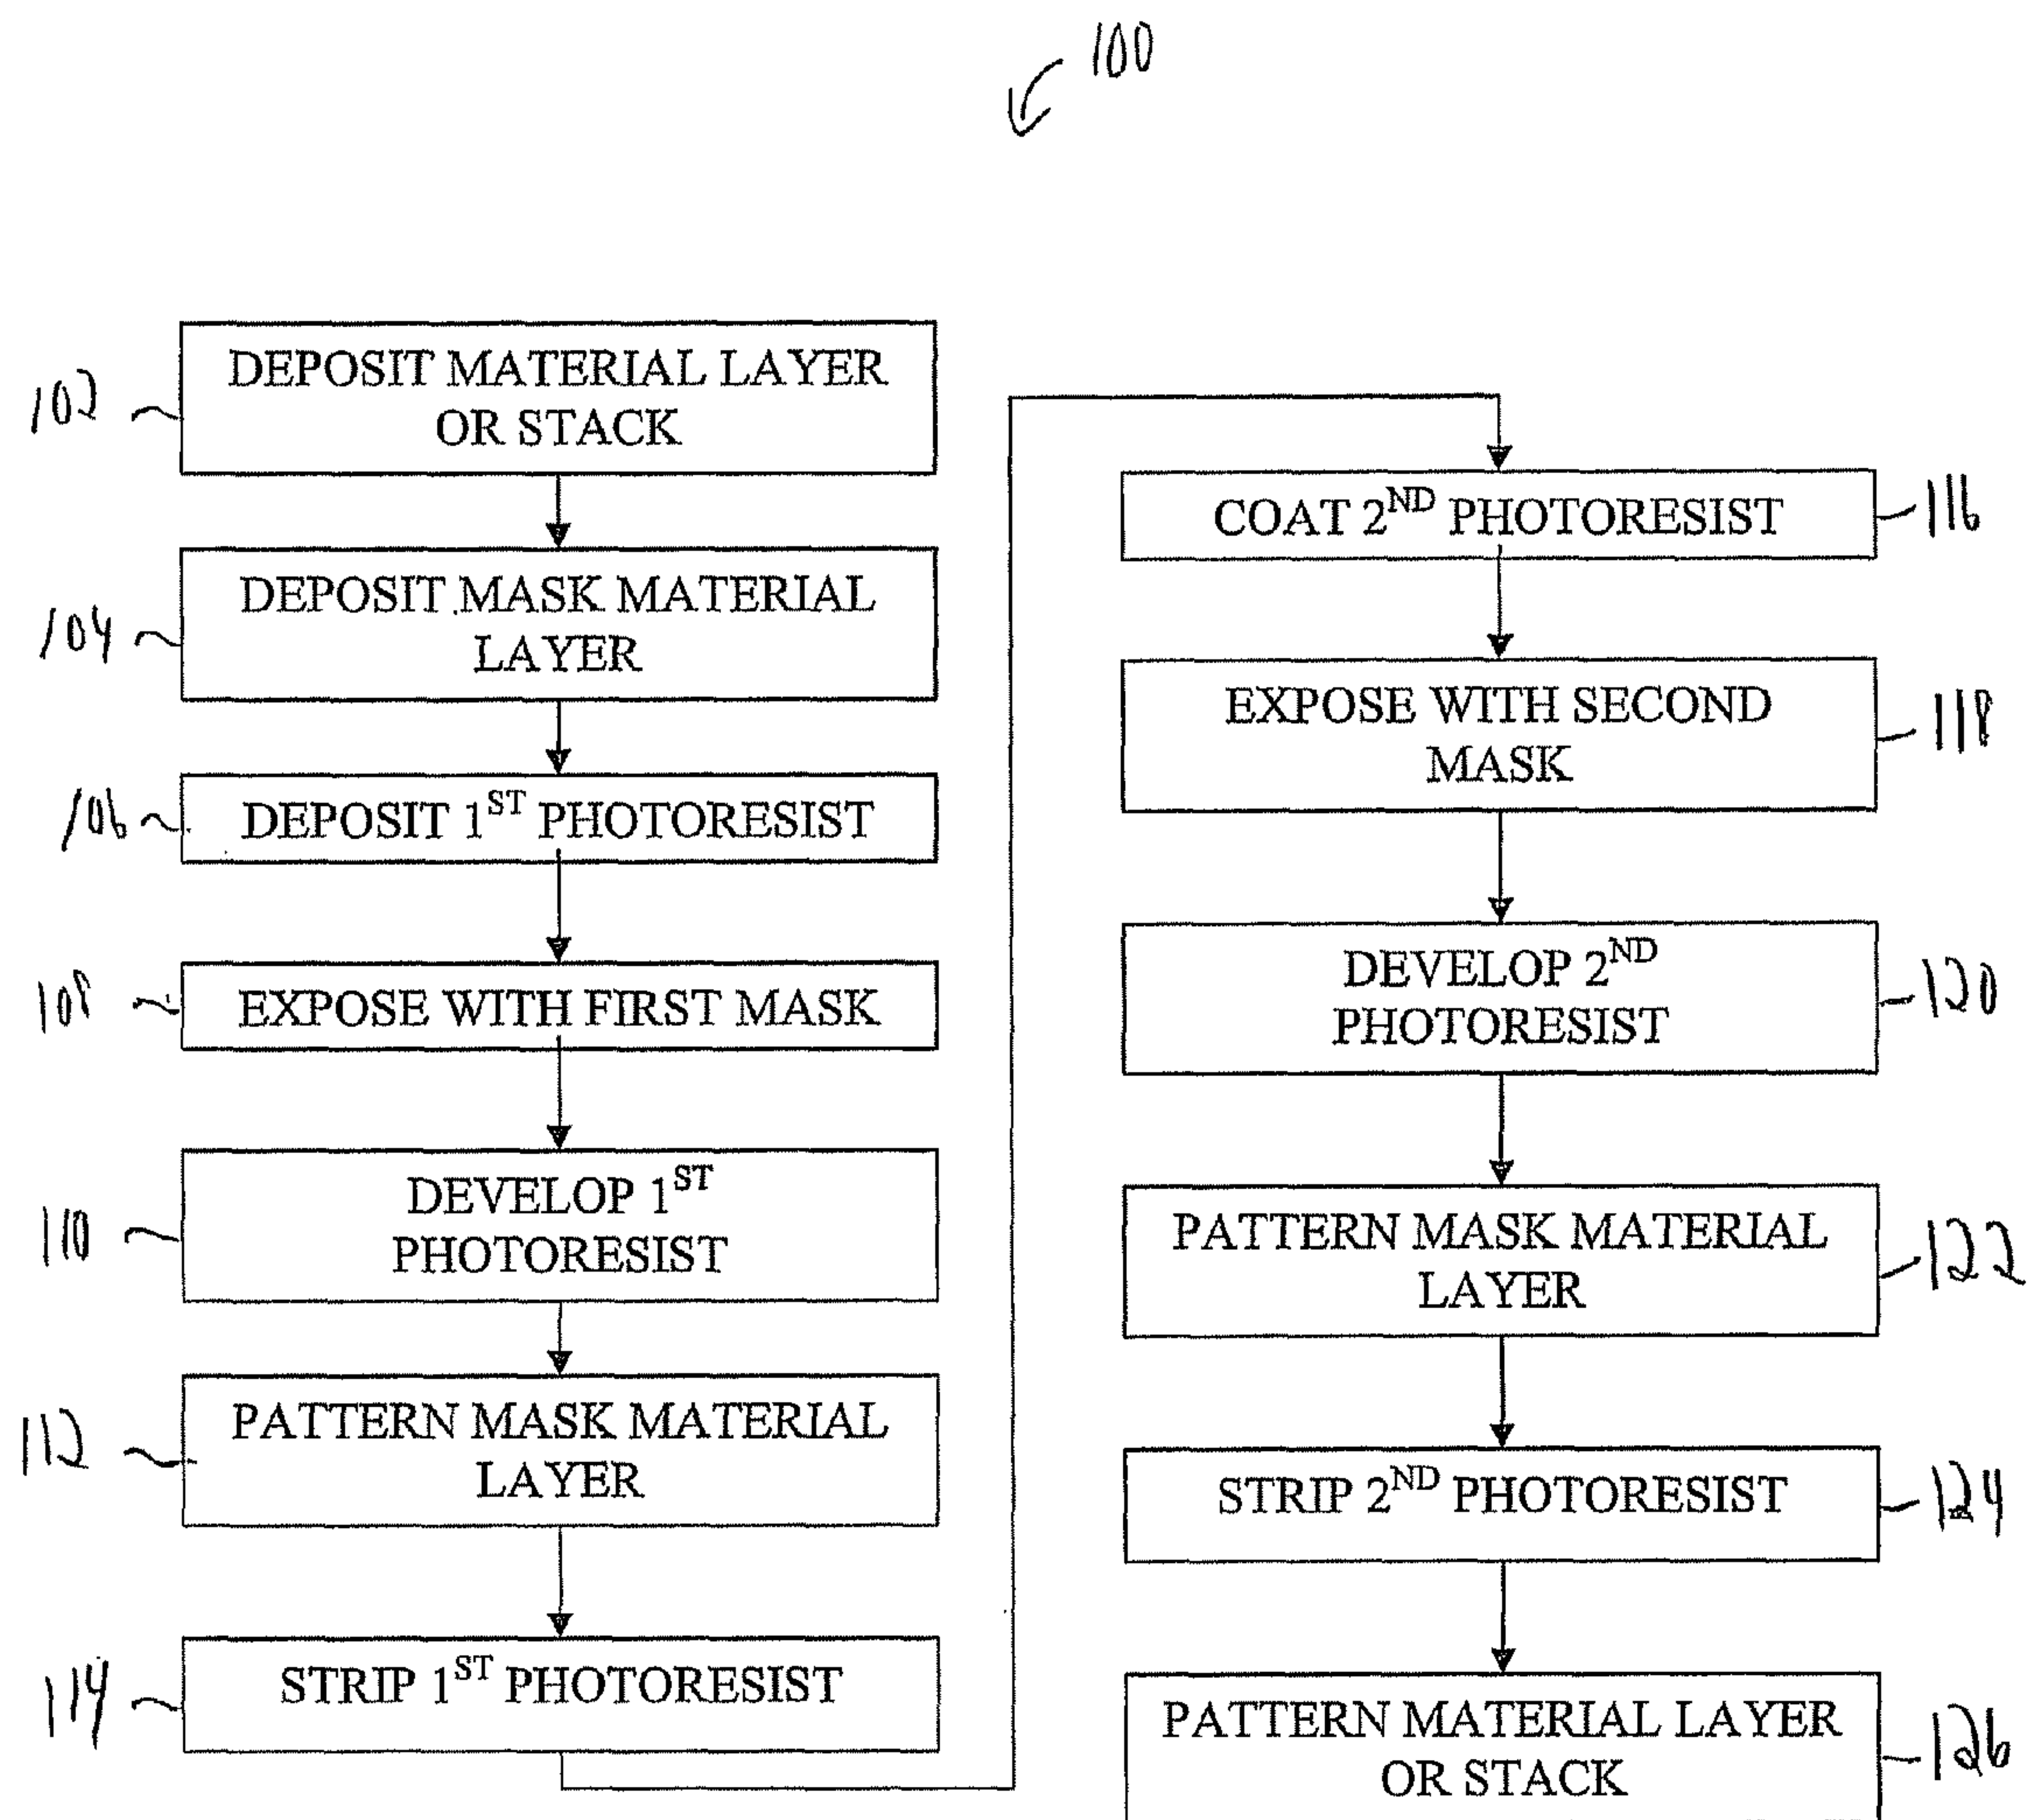 100
102
DEPOSIT MATERIAL LAYER
OR STACK
104
DEPOSIT MASK MATERIAL
LAYER
106
DEPOSIT 1ST PHOTORESIST
108
EXPOSE WITH FIRST MASK
110
DEVELOP 1ST
PHOTORESIST
112
PATTERN MASK MATERIAL
LAYER
114
STRIP 1ST PHOTORESIST
COAT 2ND PHOTORESIST
116
EXPOSE WITH SECOND
MASK
118
DEVELOP 2ND
PHOTORESIST
120
PATTERN MASK MATERIAL
LAYER
122
STRIP 2ND PHOTORESIST
124
PATTERN MATERIAL LAYER
OR STACK
126